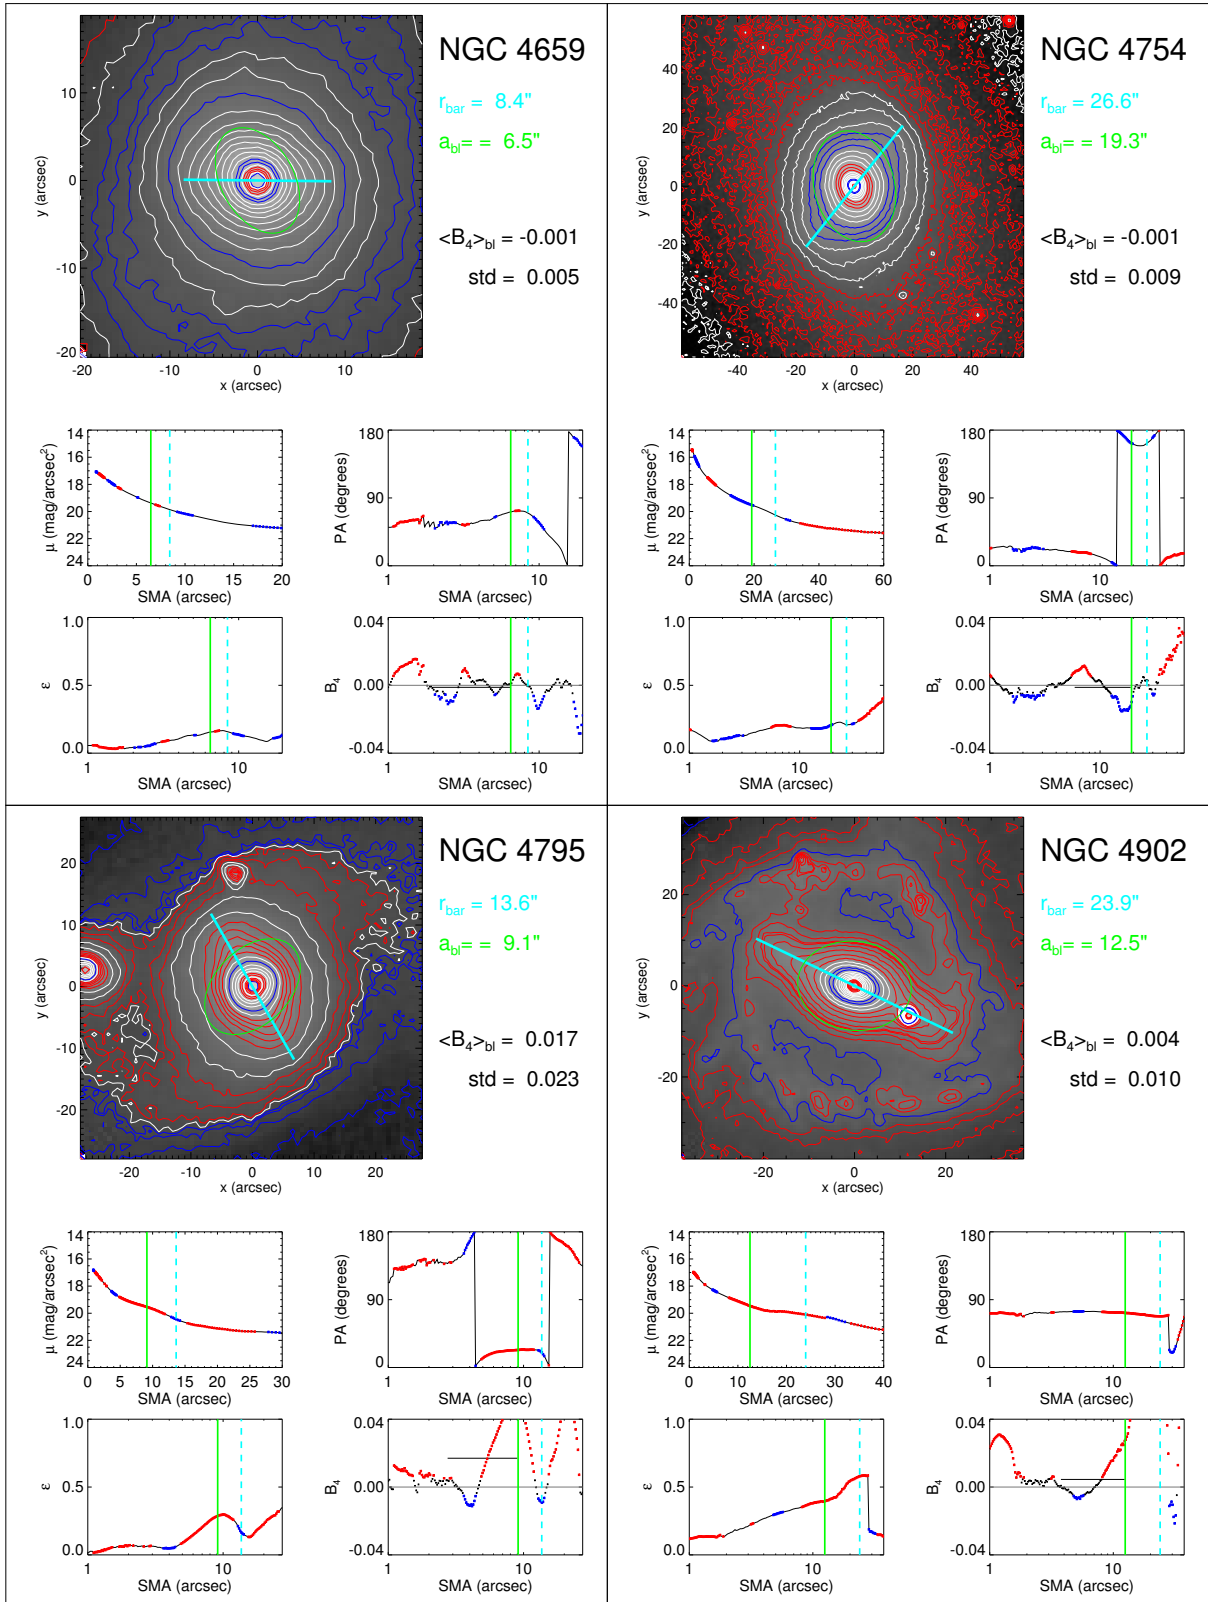 NGC 4659
r_bar = 8.4"
a_bl= = 6.5"
<B_4>_bl = -0.001
std = 0.005
y (arcsec)
10
0
-10
-20
-20 -10 0 10
x (arcsec)
μ (mag/arcsec²)
14
16
18
20
22
24
0 5 10 15 20
SMA (arcsec)
PA (degrees)
180
90
0
1 10
SMA (arcsec)
ε
1.0
0.5
0.0
1 10
SMA (arcsec)
B_4
0.04
0.00
-0.04
1 10
SMA (arcsec)
NGC 4754
r_bar = 26.6"
a_bl= = 19.3"
<B_4>_bl = -0.001
std = 0.009
y (arcsec)
40
20
0
-20
-40
-40 -20 0 20 40
x (arcsec)
μ (mag/arcsec²)
14
16
18
20
22
24
0 20 40 60
SMA (arcsec)
PA (degrees)
180
90
0
1 10
SMA (arcsec)
ε
1.0
0.5
0.0
1 10
SMA (arcsec)
B_4
0.04
0.00
-0.04
1 10
SMA (arcsec)
NGC 4795
r_bar = 13.6"
a_bl= = 9.1"
<B_4>_bl = 0.017
std = 0.023
y (arcsec)
20
10
0
-10
-20
-20 -10 0 10 20
x (arcsec)
μ (mag/arcsec²)
14
16
18
20
22
24
0 5 10 15 20 25 30
SMA (arcsec)
PA (degrees)
180
90
0
1 10
SMA (arcsec)
ε
1.0
0.5
0.0
1 10
SMA (arcsec)
B_4
0.04
0.00
-0.04
1 10
SMA (arcsec)
NGC 4902
r_bar = 23.9"
a_bl= = 12.5"
<B_4>_bl = 0.004
std = 0.010
y (arcsec)
20
0
-20
-20 0 20
x (arcsec)
μ (mag/arcsec²)
14
16
18
20
22
24
0 10 20 30 40
SMA (arcsec)
PA (degrees)
180
90
0
1 10
SMA (arcsec)
ε
1.0
0.5
0.0
1 10
SMA (arcsec)
B_4
0.04
0.00
-0.04
1 10
SMA (arcsec)